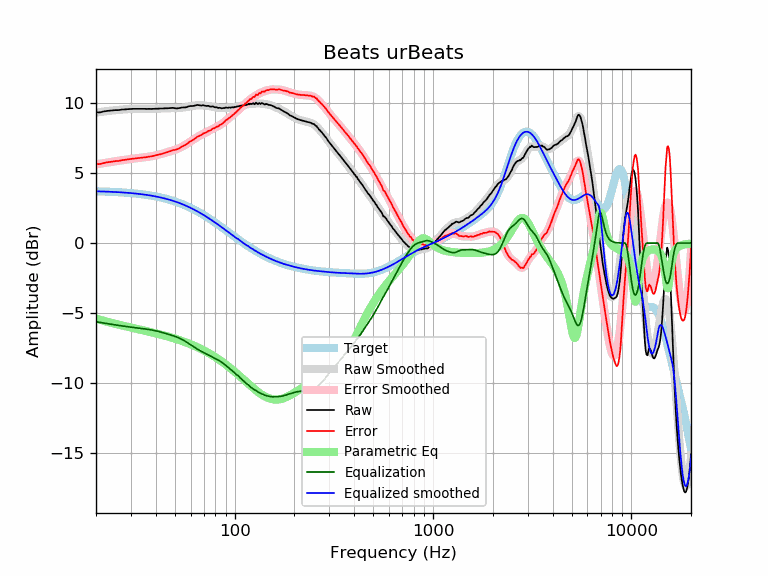 Beats urBeats
Amplitude (dBr)
10
5
0
−5
−10
−15
Target
Raw Smoothed
Error Smoothed
Raw
Error
Parametric Eq
Equalization
Equalized smoothed
100
1000
10000
Frequency (Hz)